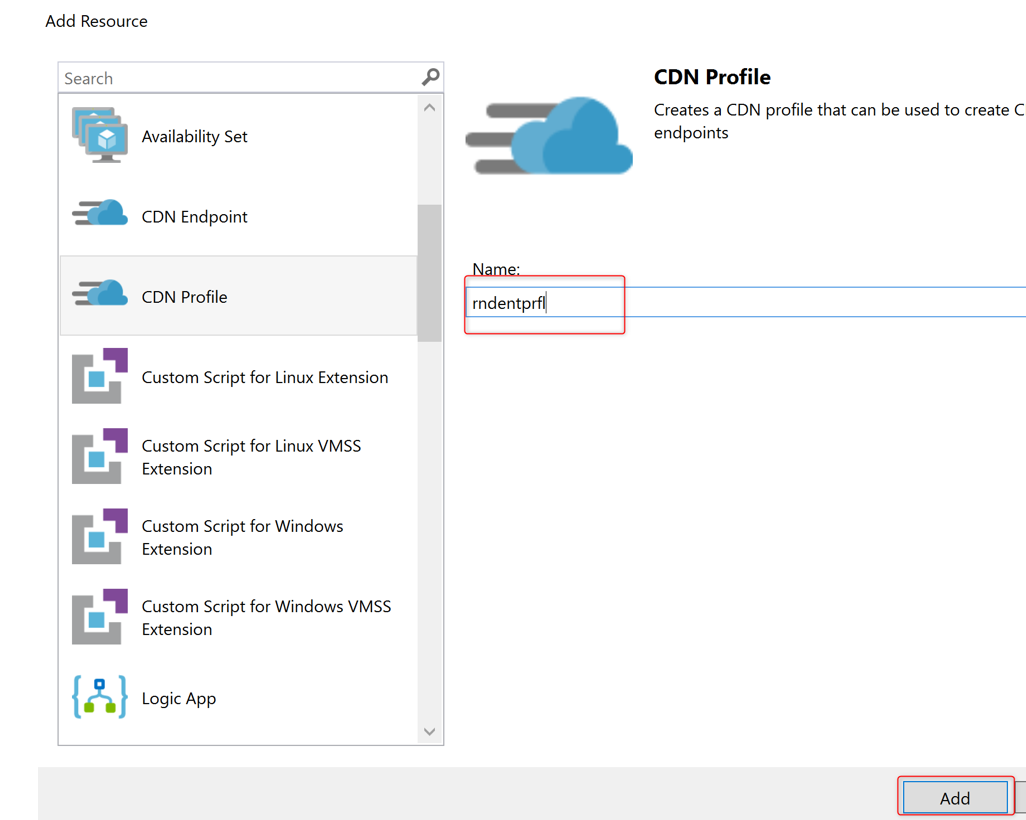 Add Resource
Search
Availability Set
CDN Endpoint
CDN Profile
Custom Script for Linux Extension
Custom Script for Linux VMSS
Extension
Custom Script for Windows
Extension
Custom Script for Windows VMSS
Extension
Logic App
CDN Profile
Creates a CDN profile that can be used to create C
endpoints
Name:
rndentprfl
Add